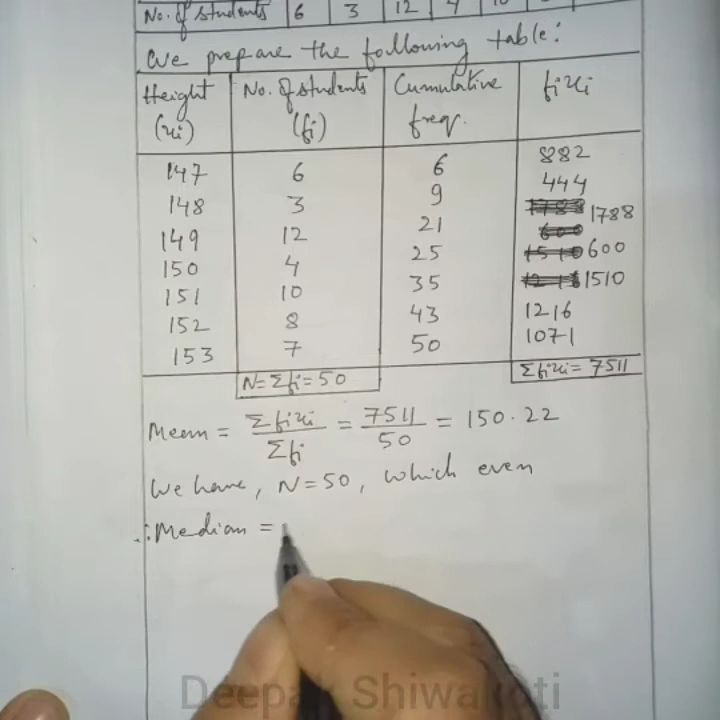 No. of students 6 3 12 4 10
We prepare the following table:
Height (xi) No. of students (fi) Cumulative freq. fixi
147 6 6 882
148 3 9 444
149 12 21 1788
150 4 25 600
151 10 35 1510
152 8 43 1216
153 7 50 1071
N = Σfi = 50 Σfixi = 7511
Mean = Σfixi / Σfi = 7511 / 50 = 150.22
We have, N = 50, which even
∴ Median =
Deepak Shiwakoti